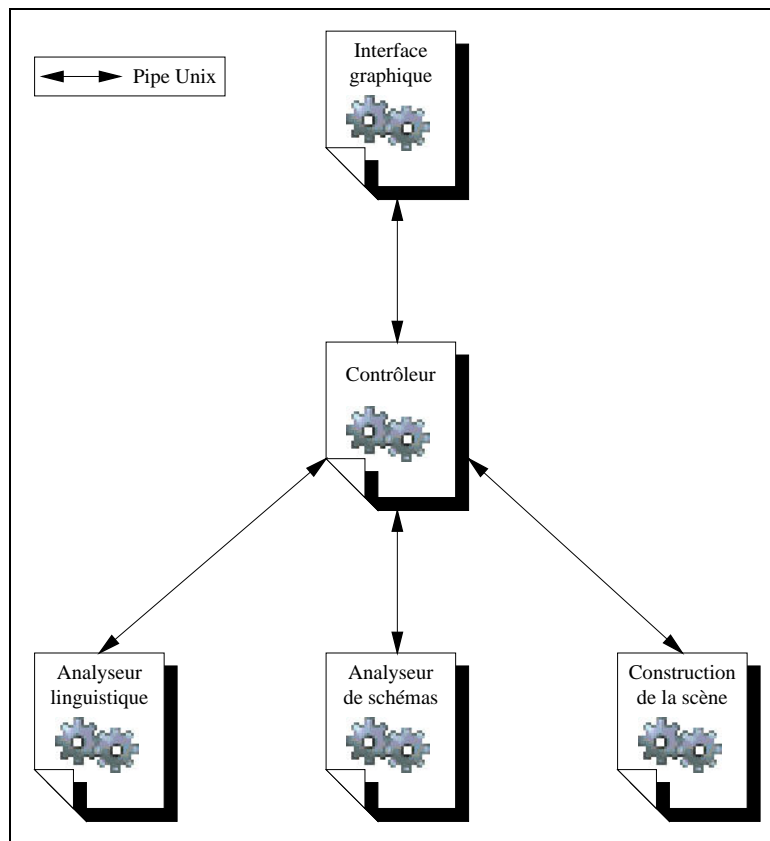 Pipe Unix
Interface
graphique
Contrôleur
Analyseur
linguistique
Analyseur
de schémas
Construction
de la scène